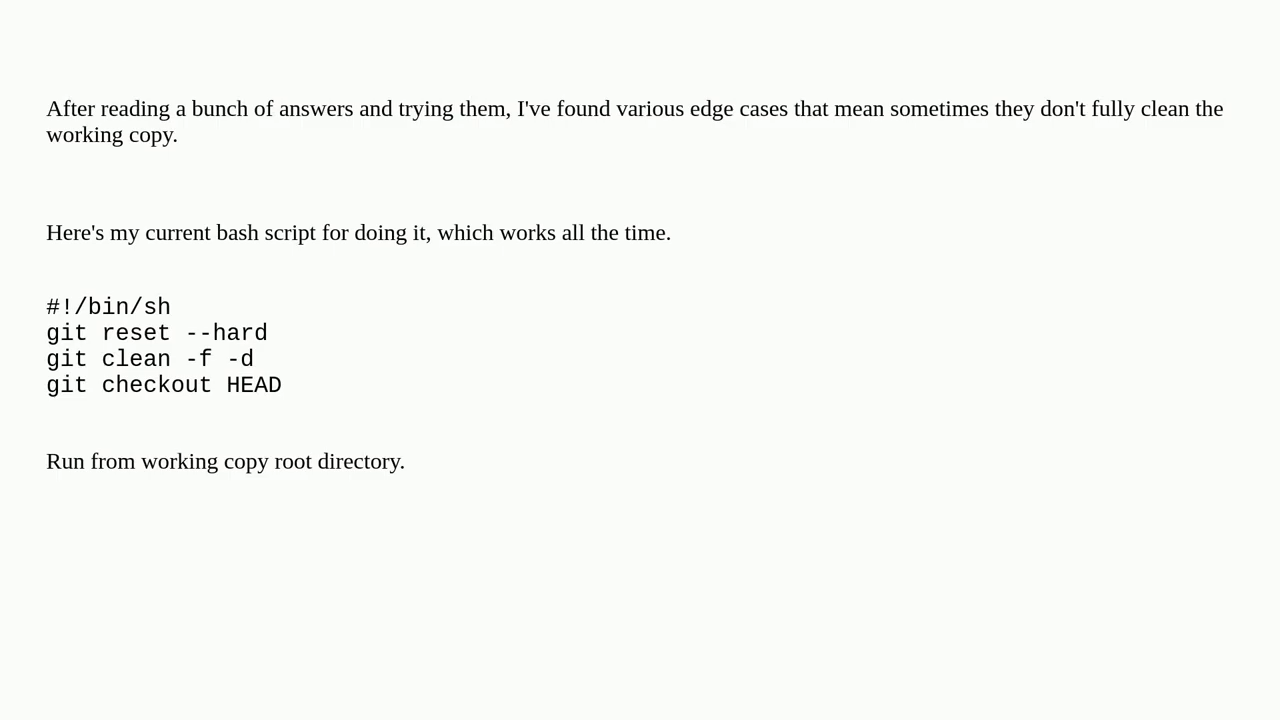 After reading a bunch of answers and trying them, I've found various edge cases that mean sometimes they don't fully clean the
working copy.
Here's my current bash script for doing it, which works all the time.
#!/bin/sh
git reset --hard
git clean -f -d
git checkout HEAD
Run from working copy root directory.